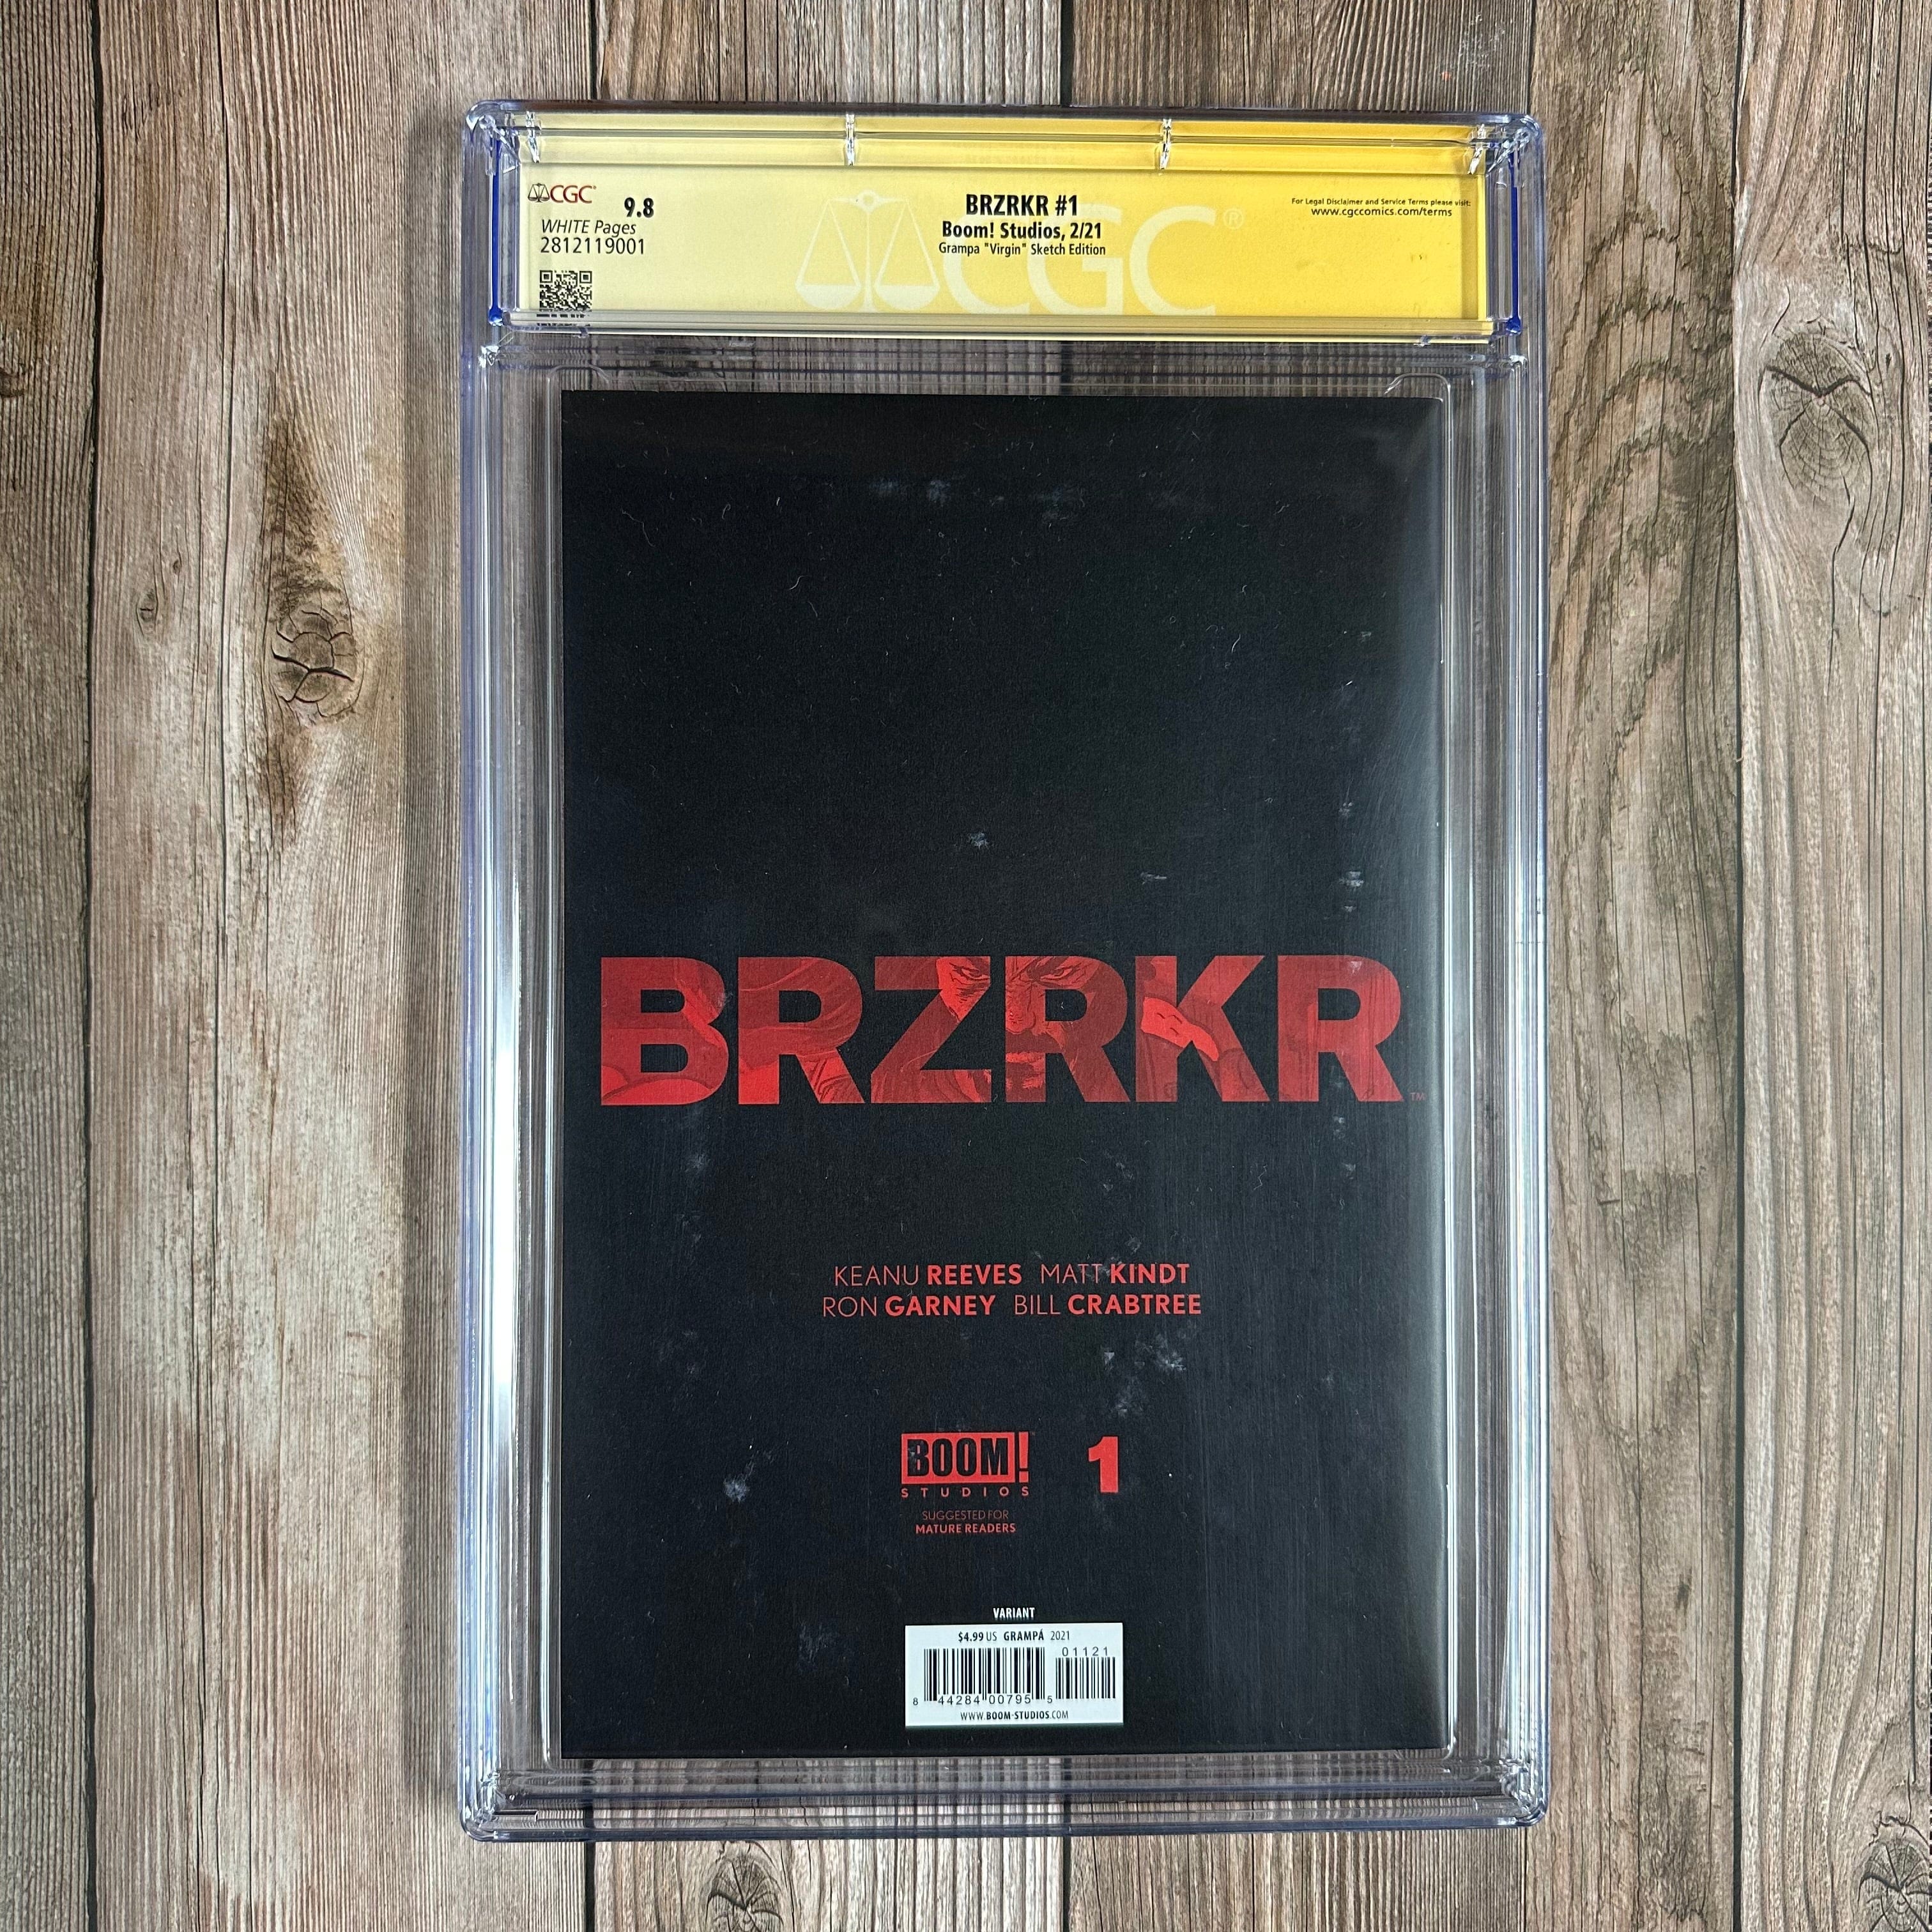 CGC
9.8
WHITE Pages
2812119001
BRZRKR #1
Boom! Studios, 2/21
Grampa "Virgin" Sketch Edition
For Legal Disclaimer and Service Terms please visit:
www.cgccomics.com/terms
CGC®
BRZRKR™
KEANU REEVES MATT KINDT
RON GARNEY BILL CRABTREE
BOOM!
STUDIOS
1
SUGGESTED FOR
MATURE READERS
VARIANT
$4.99 US GRAMPÁ 2021
01121
8 44284 00795 5
WWW.BOOM-STUDIOS.COM